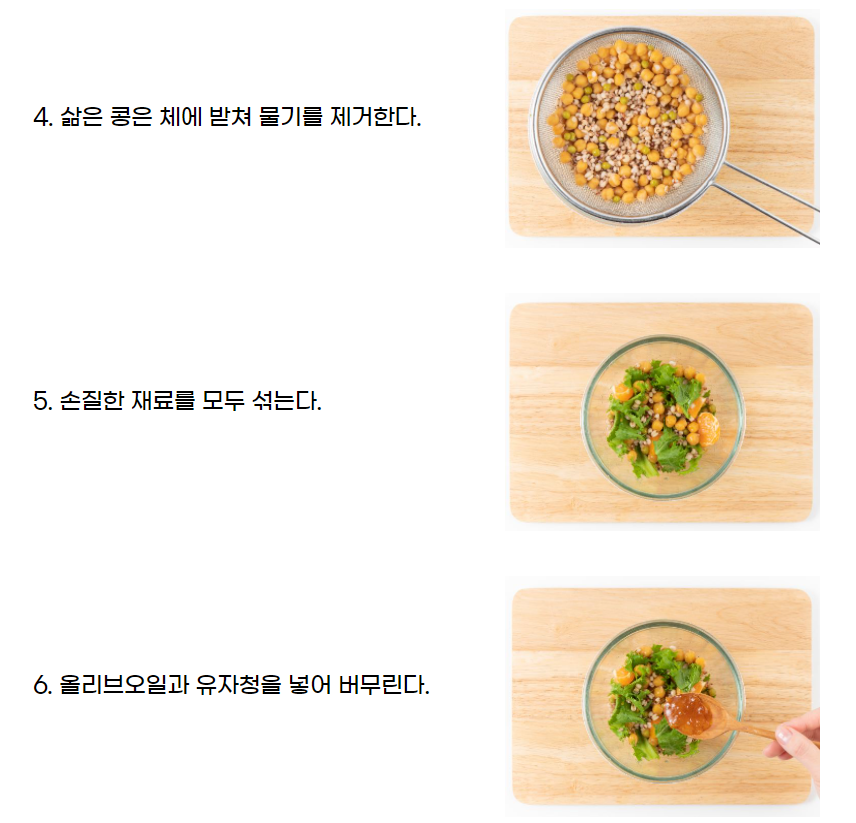 4. 삶은 콩은 체에 받쳐 물기를 제거한다.
5. 손질한 재료를 모두 섞는다.
6. 올리브오일과 유자청을 넣어 버무린다.